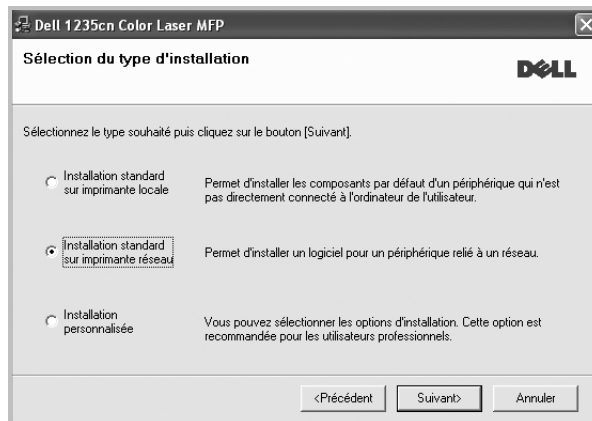 Dell 1235cn Color Laser MFP
Sélection du type d'installation
DELL
Sélectionnez le type souhaité puis cliquez sur le bouton [Suivant].
Installation standard
sur imprimante locale
Permet d'installer les composants par défaut d'un périphérique qui n'est
pas directement connecté à l'ordinateur de l'utilisateur.
Installation standard
sur imprimante réseau
Permet d'installer un logiciel pour un périphérique relié à un réseau.
Installation
personnalisée
Vous pouvez sélectionner les options d'installation. Cette option est
recommandée pour les utilisateurs professionnels.
<Précédent
Suivant>
Annuler